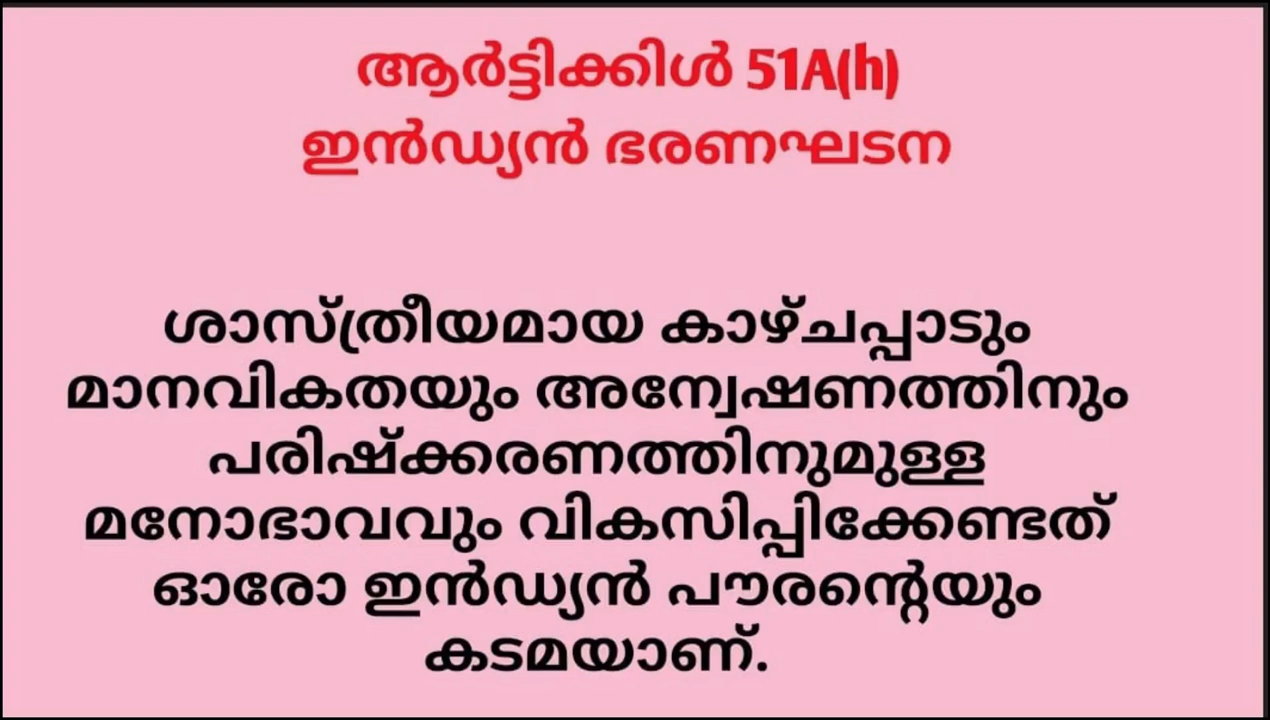 ആർട്ടിക്കിൾ 51A(h)
ഇൻഡ്യൻ ഭരണഘടന
ശാസ്ത്രീയമായ കാഴ്ചപ്പാടും
മാനവികതയും അന്വേഷണത്തിനും
പരിഷ്ക്കരണത്തിനുമുള്ള
മനോഭാവവും വികസിപ്പിക്കേണ്ടത്
ഓരോ ഇൻഡ്യൻ പൗരന്റെയും
കടമയാണ്.